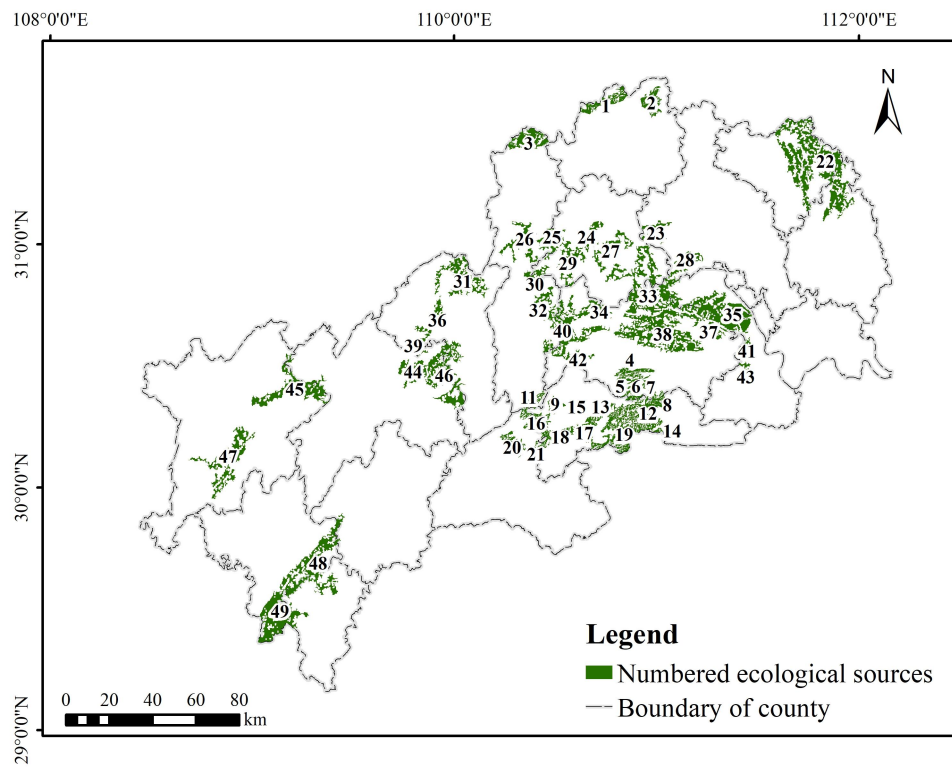 108°0'0"E 110°0'0"E 112°0'0"E
N
1 2
3
22
31°0'0"N
26 25 24 23
29 27 28
31 30
33
32 34 35
36 40 38 37
39 42 4 41
44 46 43
45 5 6 7
11 9 15 13 8
16 12
18 17 19 14
20 21
47
30°0'0"N
48
49
Legend
Numbered ecological sources
Boundary of county
0 20 40 60 80
km
29°0'0"N